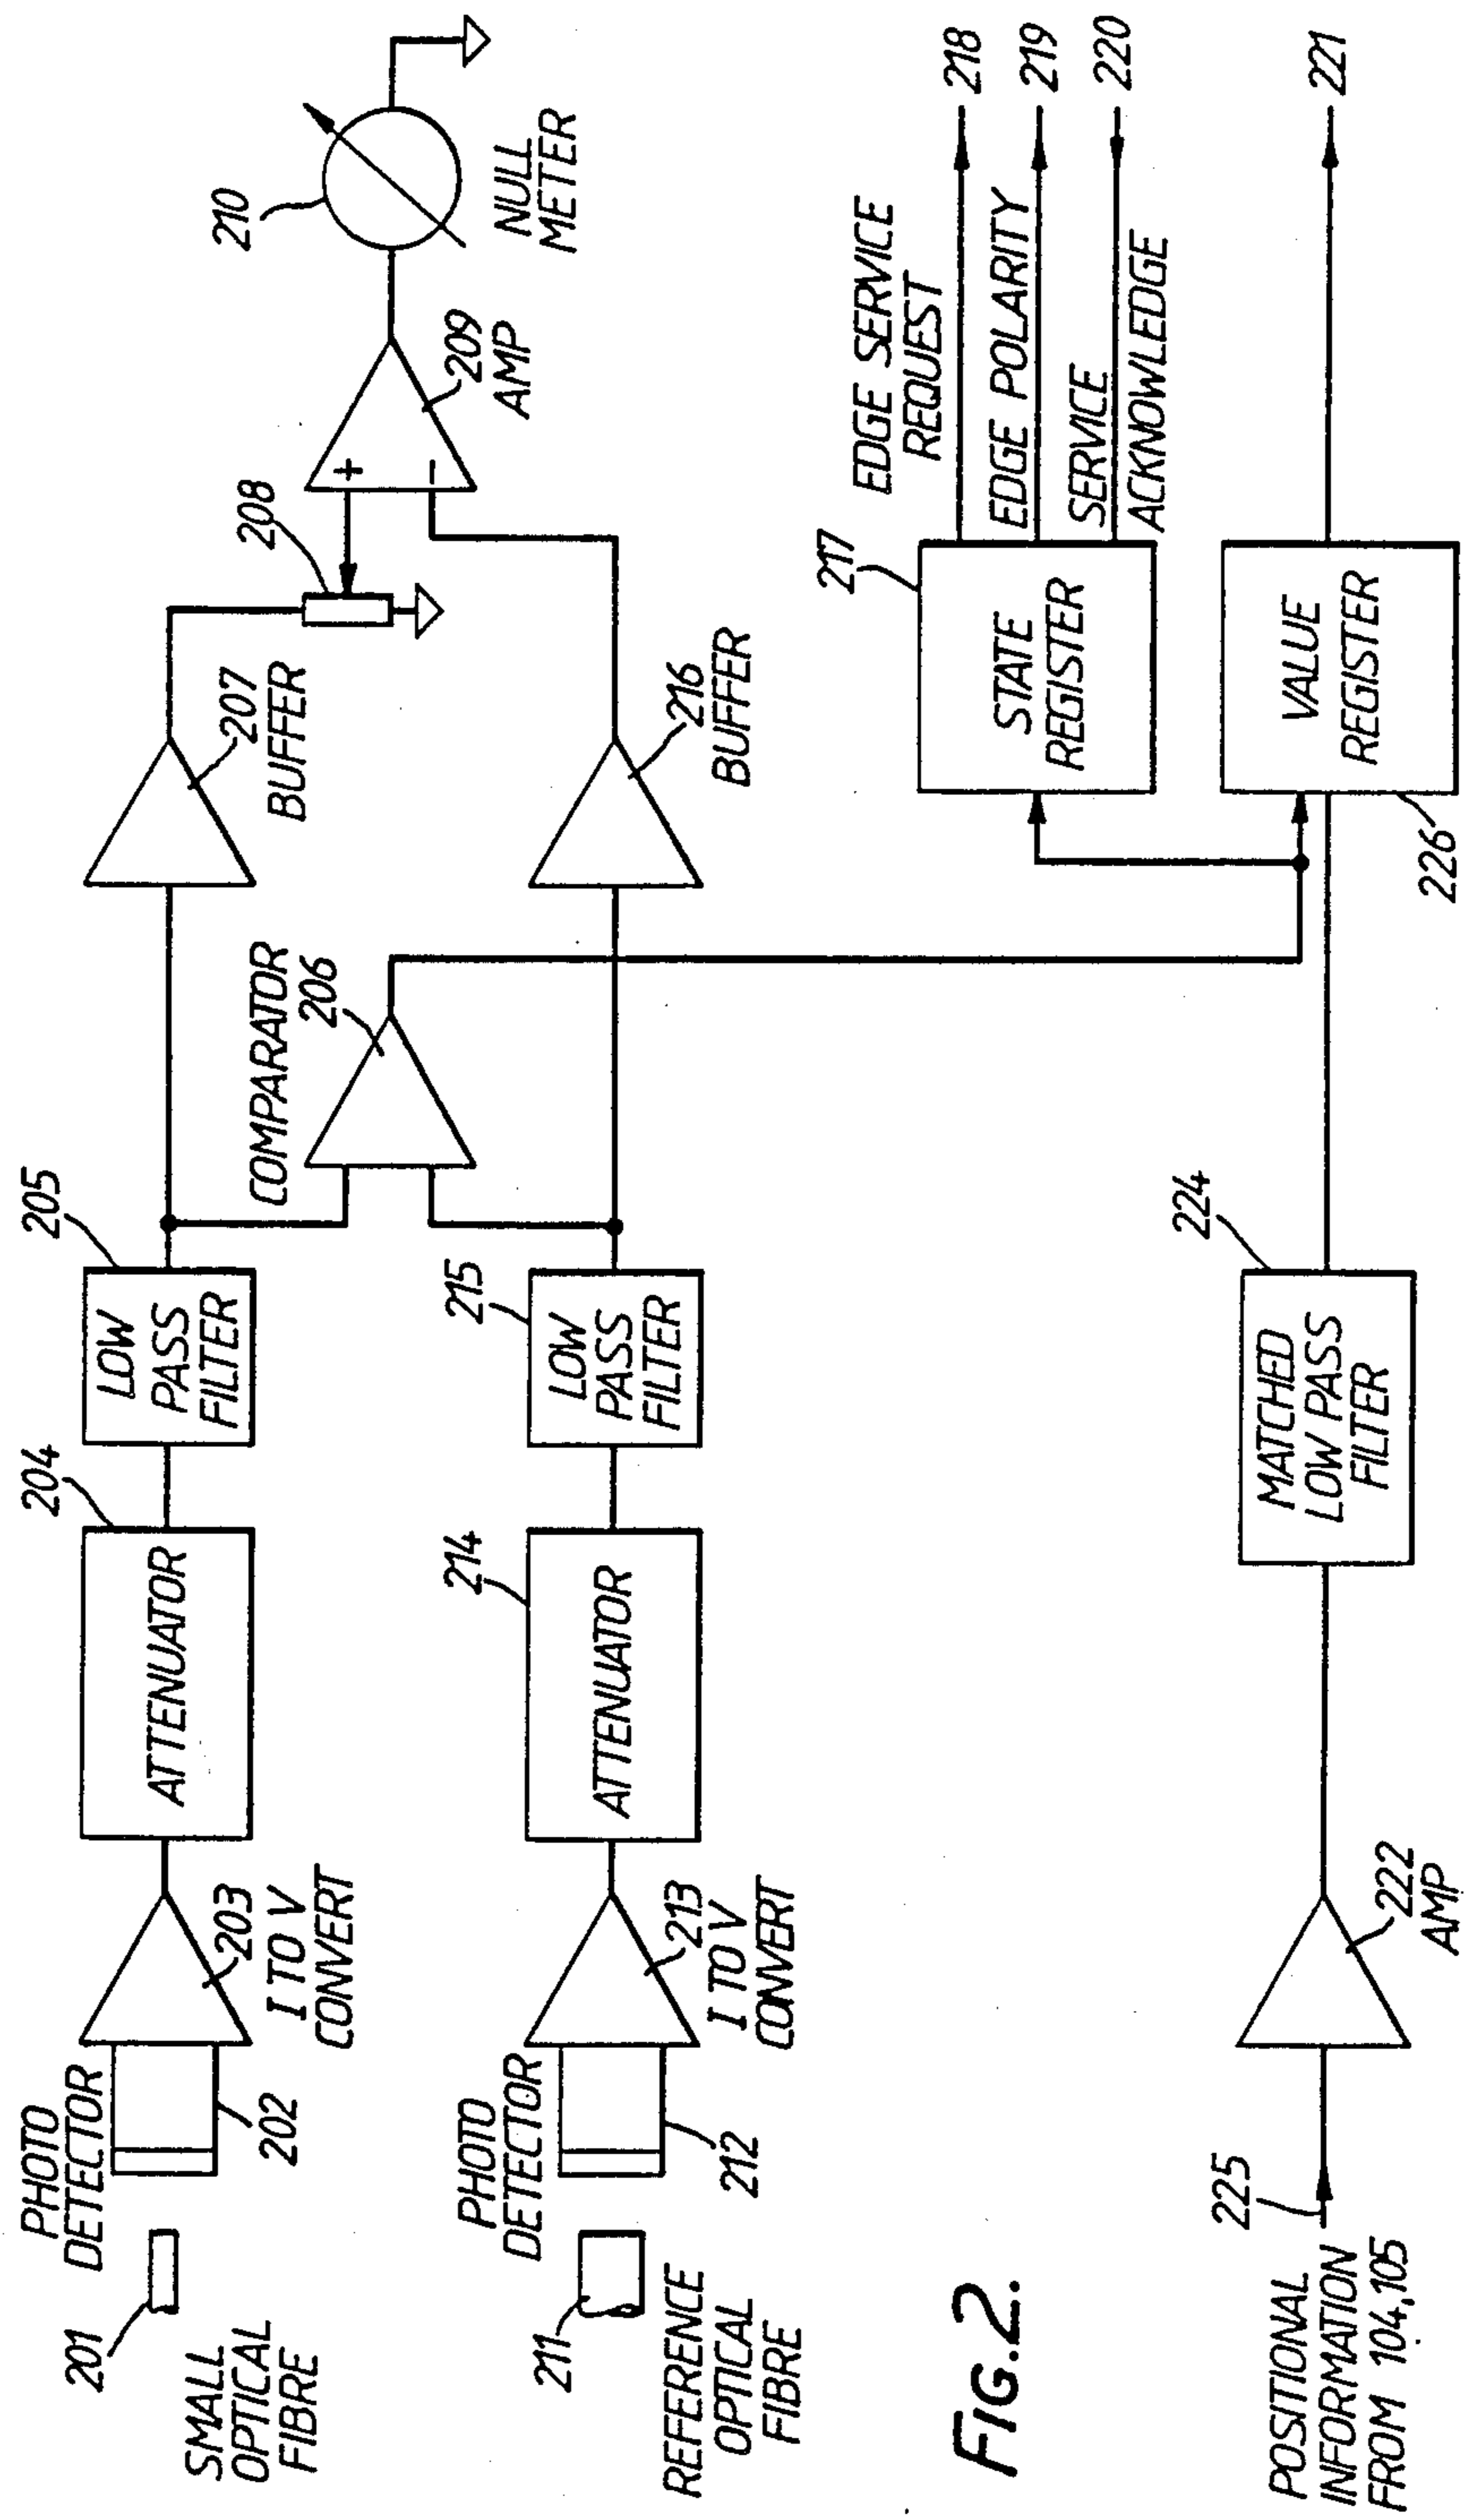 201
SMALL
OPTICAL
FIBRE
PHOTO
DETECTOR
202
203
I TO V
CONVERT
204
ATTENUATOR
205
LOW
PASS
FILTER
COMPARATOR
206
207
BUFFER
208
+
-
209
AMP
210
NULL
METER
211
REFERENCE
OPTICAL
FIBRE
PHOTO
DETECTOR
212
213
I TO V
CONVERT
214
ATTENUATOR
215
LOW
PASS
FILTER
216
BUFFER
217
STATE
REGISTER
EDGE SERVICE
REQUEST
218
EDGE POLARITY
219
SERVICE
ACKNOWLEDGE
220
FIG.2.
POSITIONAL
INFORMATION
FROM 104,105
225
222
AMP
224
MATCHED
LOW PASS
FILTER
VALUE
REGISTER
226
221